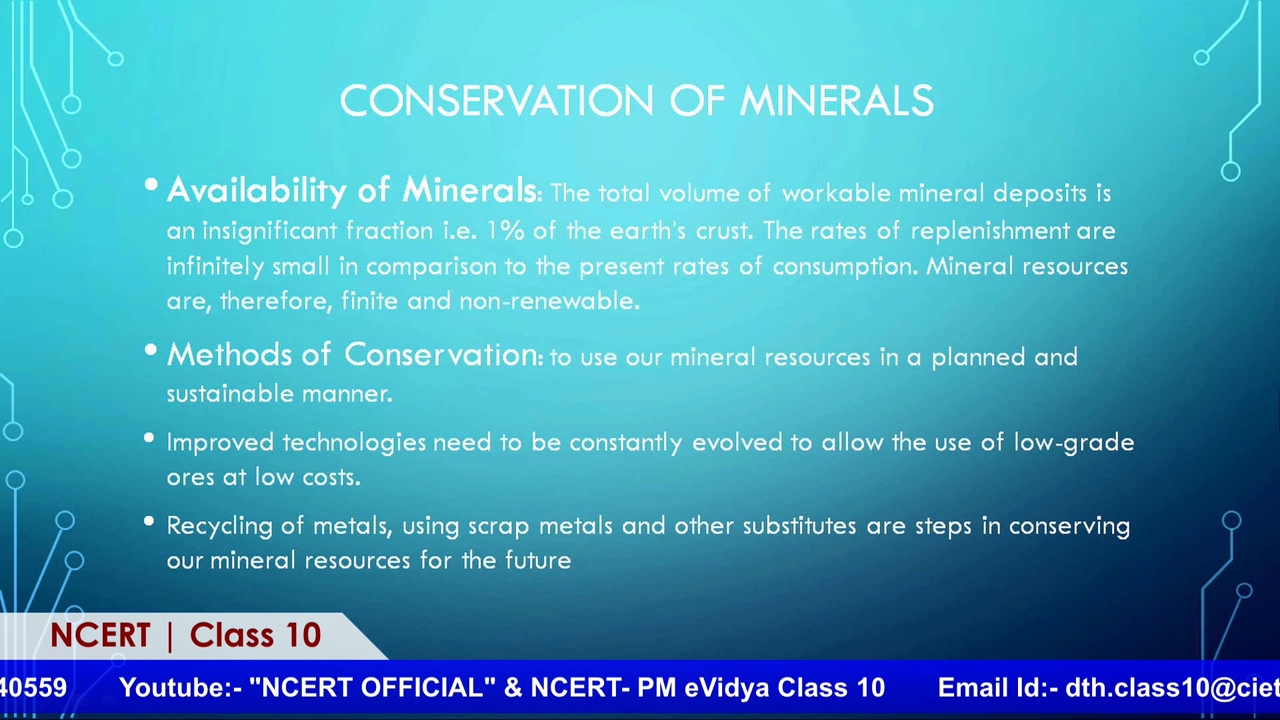 CONSERVATION OF MINERALS
• Availability of Minerals: The total volume of workable mineral deposits is
an insignificant fraction i.e. 1% of the earth's crust. The rates of replenishment are
infinitely small in comparison to the present rates of consumption. Mineral resources
are, therefore, finite and non-renewable.
• Methods of Conservation: to use our mineral resources in a planned and
sustainable manner.
• Improved technologies need to be constantly evolved to allow the use of low-grade
ores at low costs.
• Recycling of metals, using scrap metals and other substitutes are steps in conserving
our mineral resources for the future
NCERT | Class 10
40559 Youtube:- "NCERT OFFICIAL" & NCERT- PM eVidya Class 10 Email Id:- dth.class10@ciet